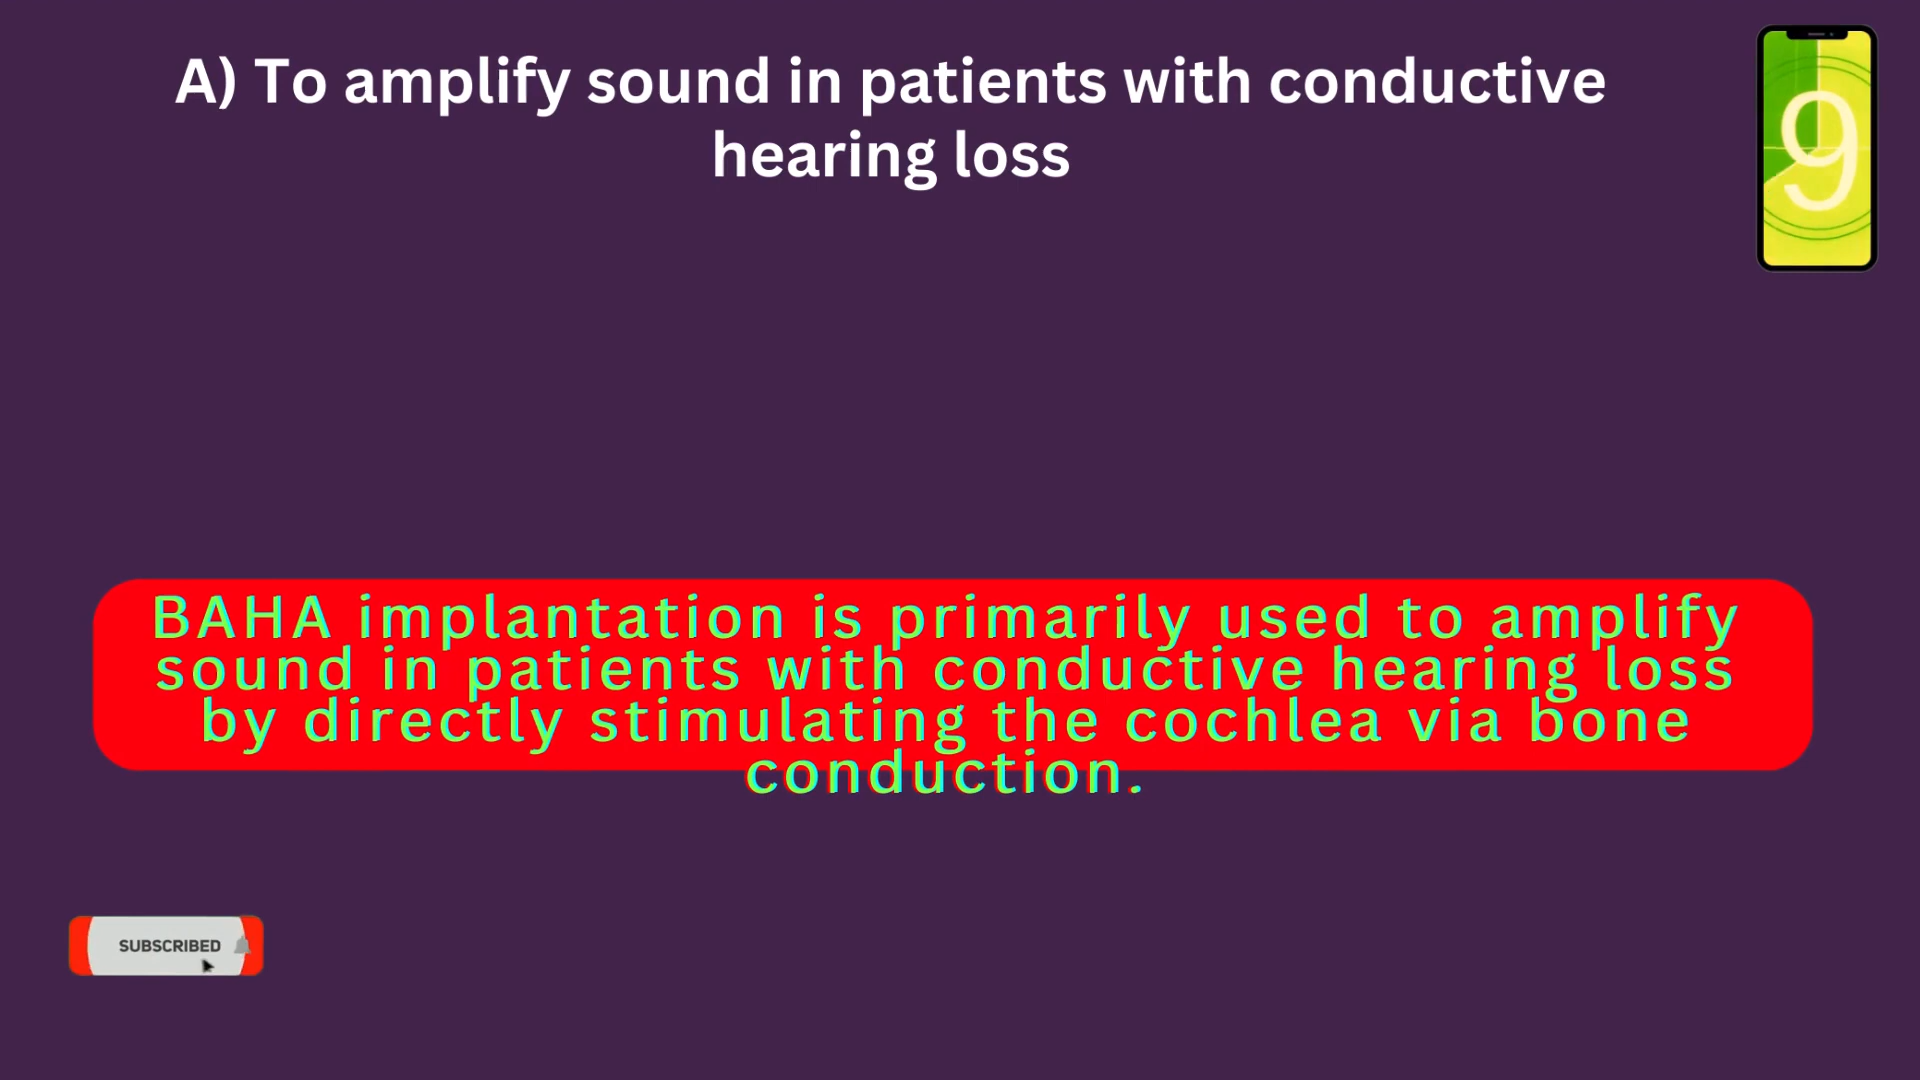 A) To amplify sound in patients with conductive
hearing loss
9
BAHA implantation is primarily used to amplify
sound in patients with conductive hearing loss
by directly stimulating the cochlea via bone
conduction.
SUBSCRIBED